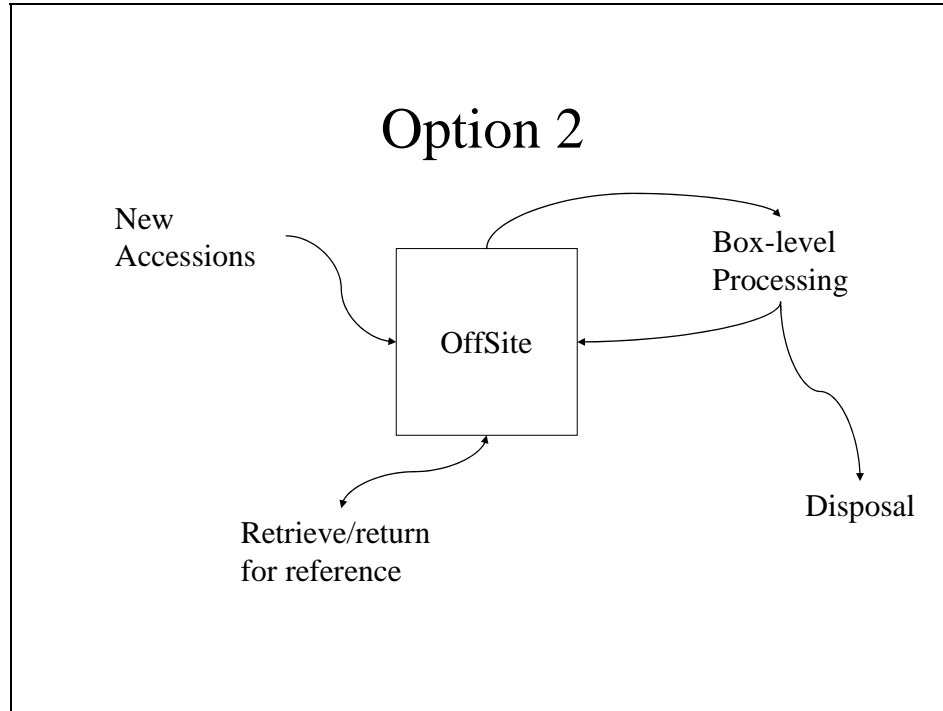 Option 2
New
Accessions
Box-level
Processing
OffSite
Disposal
Retrieve/return
for reference